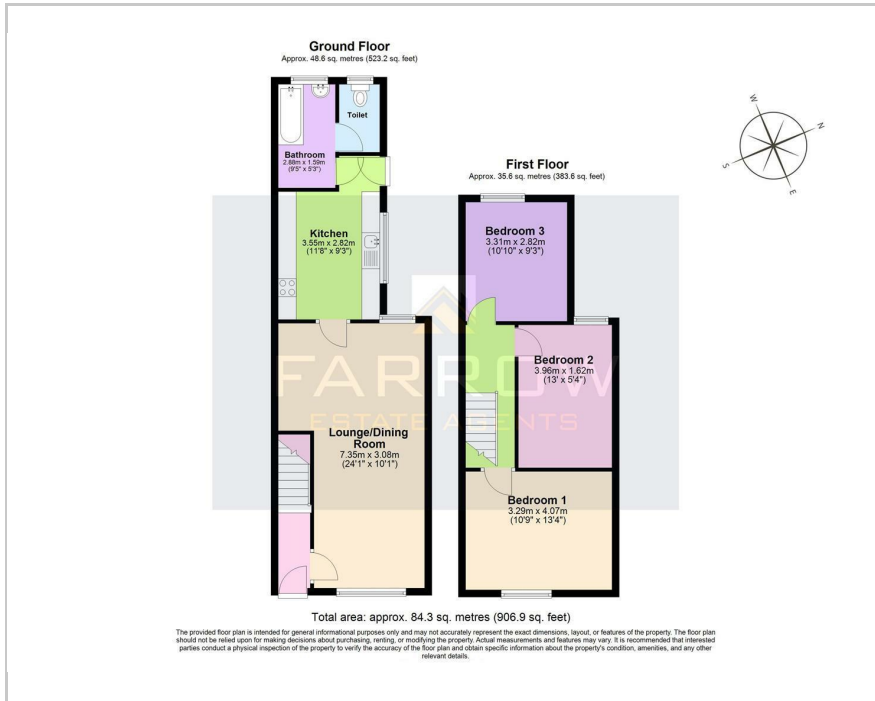 Ground Floor
Approx. 48.6 sq. metres (523.2 sq. feet)
Toilet
Bathroom
2.88m x 1.59m
(9'5" x 5'3")
Kitchen
3.55m x 2.82m
(11'8" x 9'3")
Lounge/Dining
Room
7.35m x 3.08m
(24'1" x 10'1")
First Floor
Approx. 35.6 sq. metres (383.6 sq. feet)
Bedroom 3
3.31m x 2.82m
(10'10" x 9'3")
Bedroom 2
3.96m x 1.62m
(13' x 5'4")
Bedroom 1
3.29m x 4.07m
(10'9" x 13'4")
W
N
S
E
FARROW
ESTATE AGENTS
Total area: approx. 84.3 sq. metres (906.9 sq. feet)
The provided floor plan is intended for general informational purposes only and may not accurately represent the exact dimensions, layout, or features of the property. The floor plan
should not be relied upon for making decisions about purchasing, renting, or modifying the property. Actual measurements and features may vary. It is recommended that interested
parties conduct a physical inspection of the property to verify the accuracy of the floor plan and obtain specific information about the property's condition, amenities, and any other
relevant details.